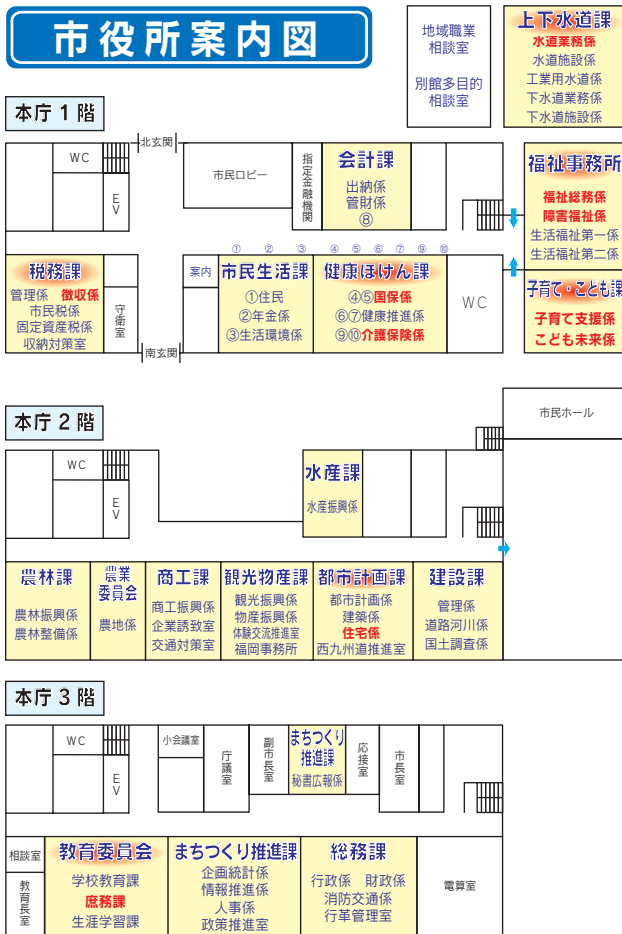 市役所案内図
地域職業
相談室
別館多目的
相談室
上下水道課
水道業務係
水道施設係
工業用水道係
下水道業務係
下水道施設係
本庁1階
WC
EV
北玄関
市民ロビー
指定金融機関
会計課
出納係
管財係
⑧
福祉事務所
福祉総務係
障害福祉係
生活福祉第一係
生活福祉第二係
子育て・こども課
子育て支援係
こども未来係
① ② ③ ④ ⑤ ⑥ ⑦ ⑨ ⑩
税務課
管理係 徴収係
市民税係
固定資産税係
収納対策室
守衛室
南玄関
案内
市民生活課
①住民
②年金係
③生活環境係
健康ほけん課
④⑤国保係
⑥⑦健康推進係
⑨⑩介護保険係
WC
本庁2階
WC
EV
水産課
水産振興係
市民ホール
農林課
農林振興係
農林整備係
農業
委員会
農地係
商工課
商工振興係
企業誘致室
交通対策室
観光物産課
観光振興係
物産振興係
体験交流推進室
福岡事務所
都市計画課
都市計画係
建築係
住宅係
西九州道推進室
建設課
管理係
道路河川係
国土調査係
本庁3階
WC
EV
小会議室
庁議室
副市長室
まちづくり
推進課
秘書広報係
応接室
市長室
相談室
教育長室
教育委員会
学校教育課
庶務課
生涯学習課
まちづくり推進課
企画統計係
情報推進係
人事係
政策推進室
総務課
行政係 財政係
消防交通係
行革管理室
電算室